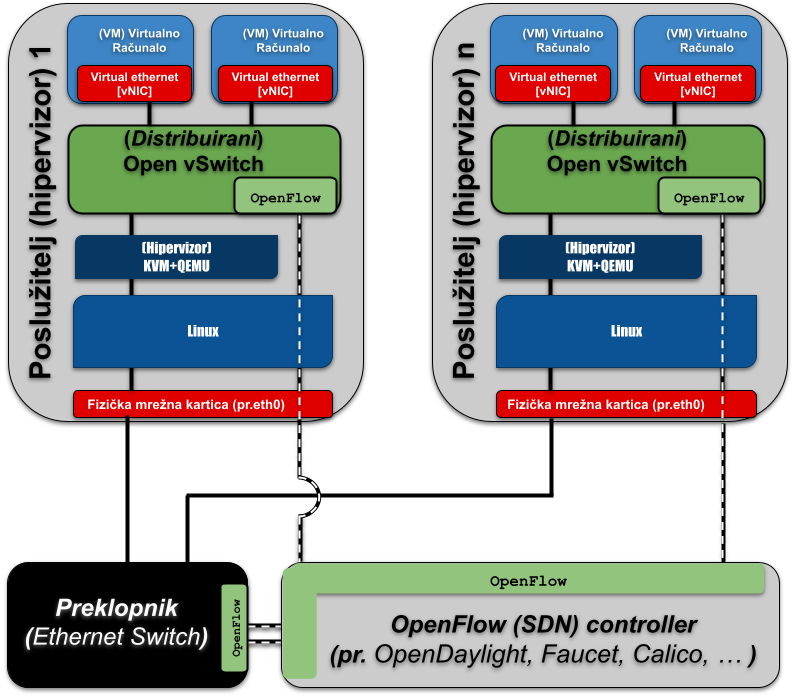 Poslužitelj (hipervizor) 1
(VM) Virtualno
Računalo
Virtual ethernet
[vNIC]
(VM) Virtualno
Računalo
Virtual ethernet
[vNIC]
(Distribuirani)
Open vSwitch
OpenFlow
(Hipervizor)
KVM+QEMU
Linux
Fizička mrežna kartica (pr.eth0)
Poslužitelj (hipervizor) n
(VM) Virtualno
Računalo
Virtual ethernet
[vNIC]
(VM) Virtualno
Računalo
Virtual ethernet
[vNIC]
(Distribuirani)
Open vSwitch
OpenFlow
(Hipervizor)
KVM+QEMU
Linux
Fizička mrežna kartica (pr.eth0)
Preklopnik
(Ethernet Switch)
OpenFlow
OpenFlow
OpenFlow (SDN) controller
(pr. OpenDaylight, Faucet, Calico, … )